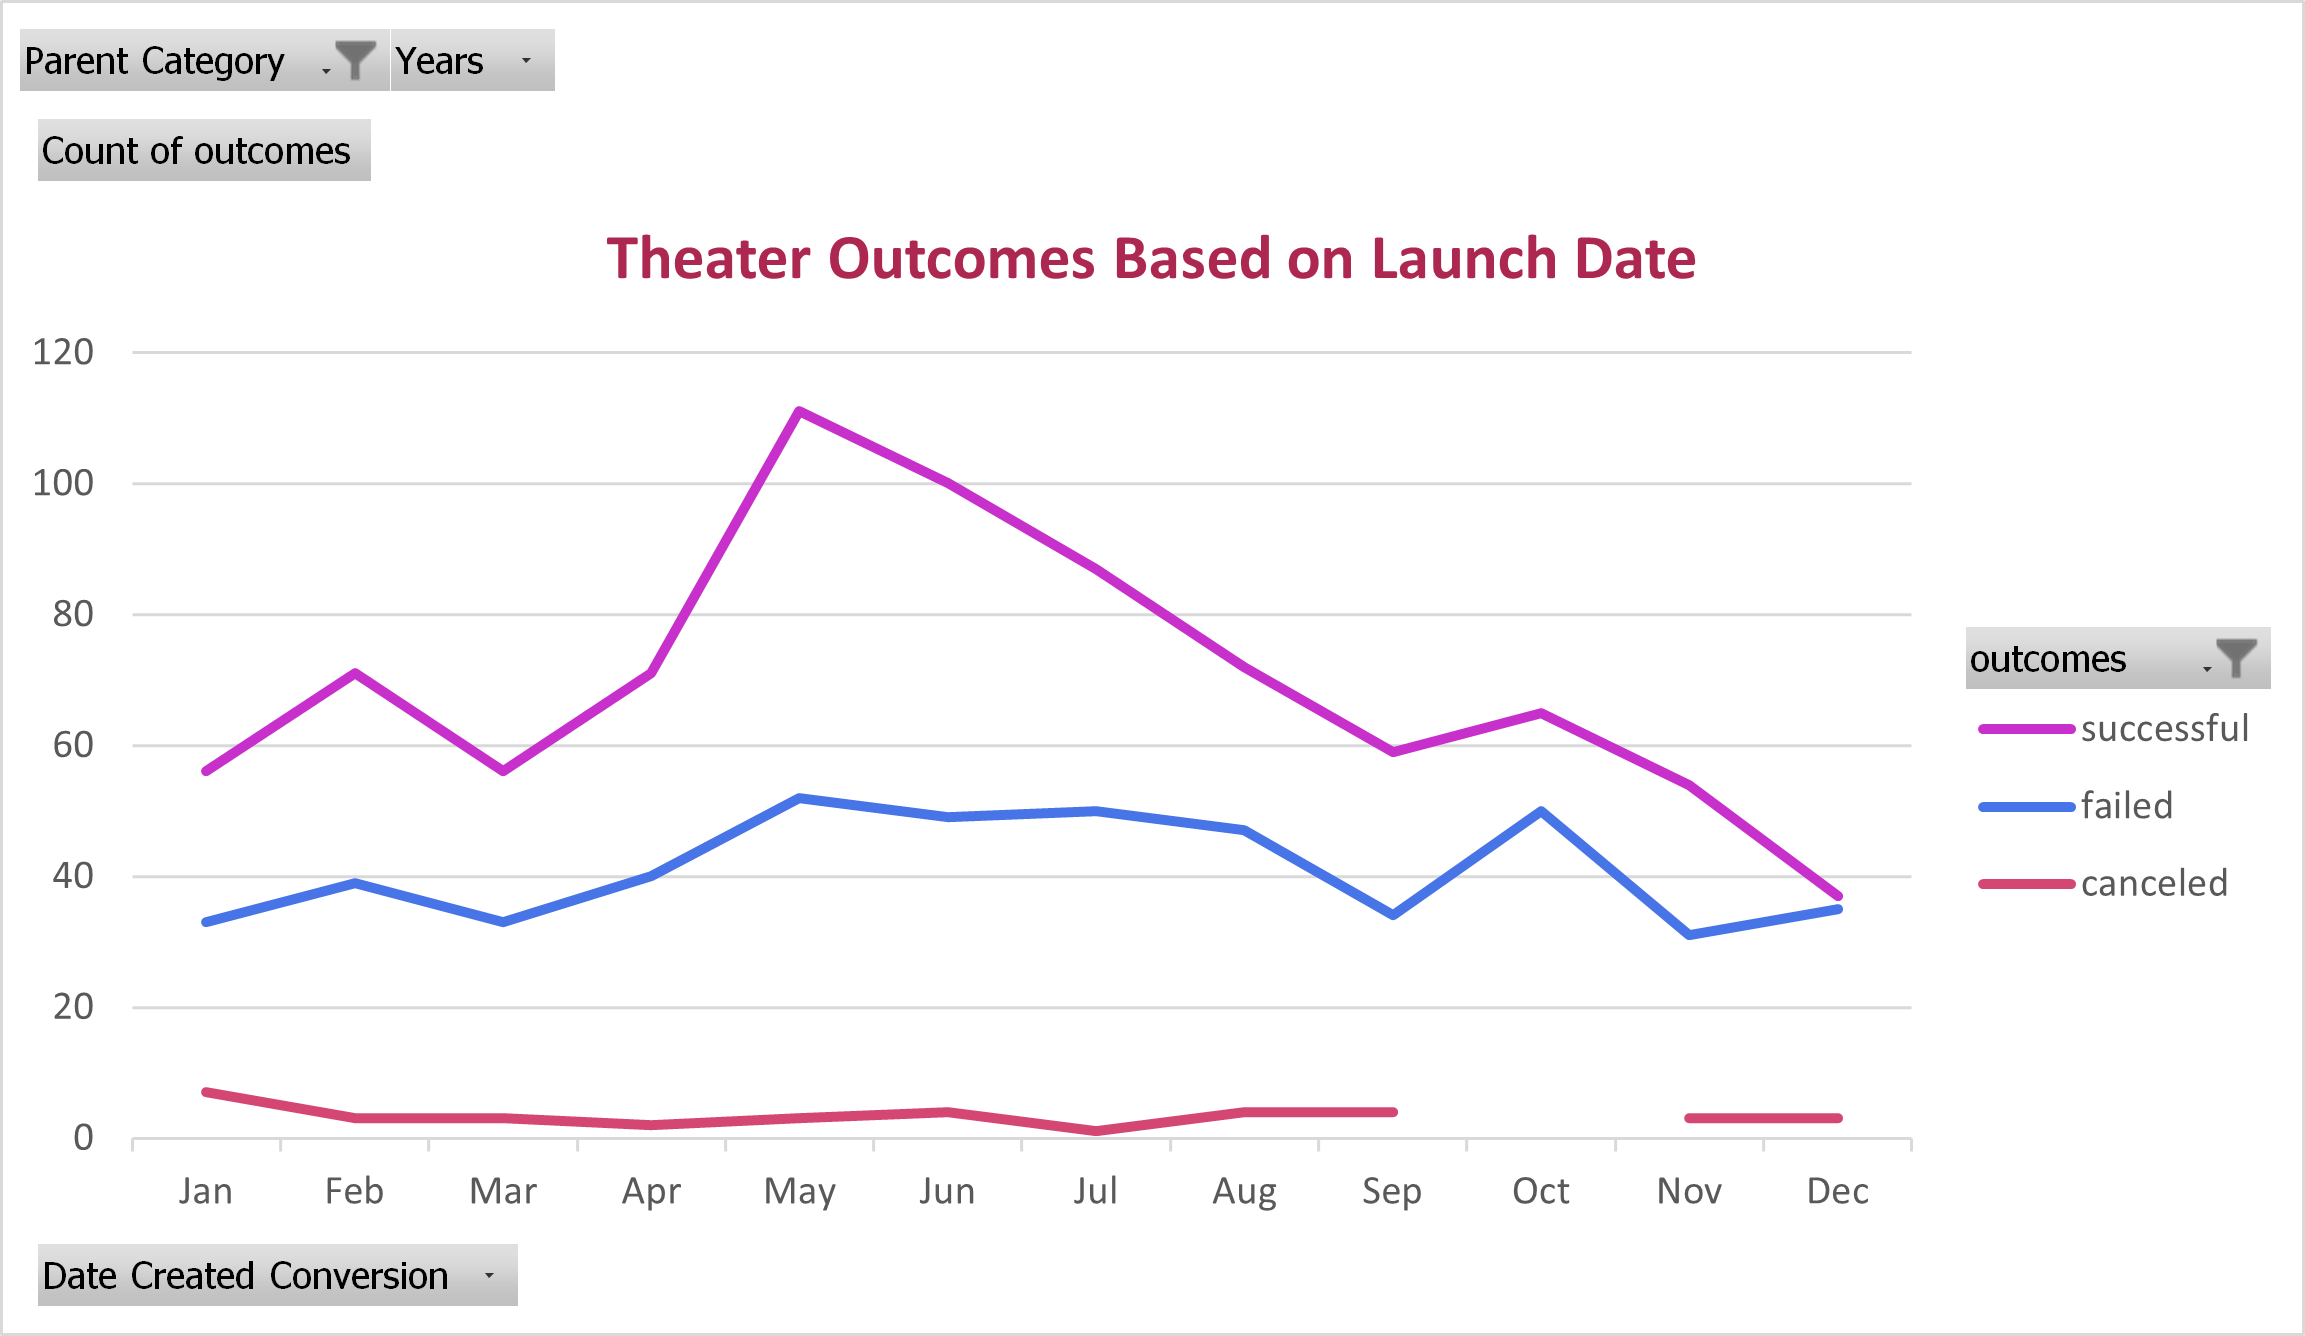 Parent Category Years
Count of outcomes
Theater Outcomes Based on Launch Date
120
100
80
60
40
20
0
Jan Feb Mar Apr May Jun Jul Aug Sep Oct Nov Dec
outcomes
successful
failed
canceled
Date Created Conversion